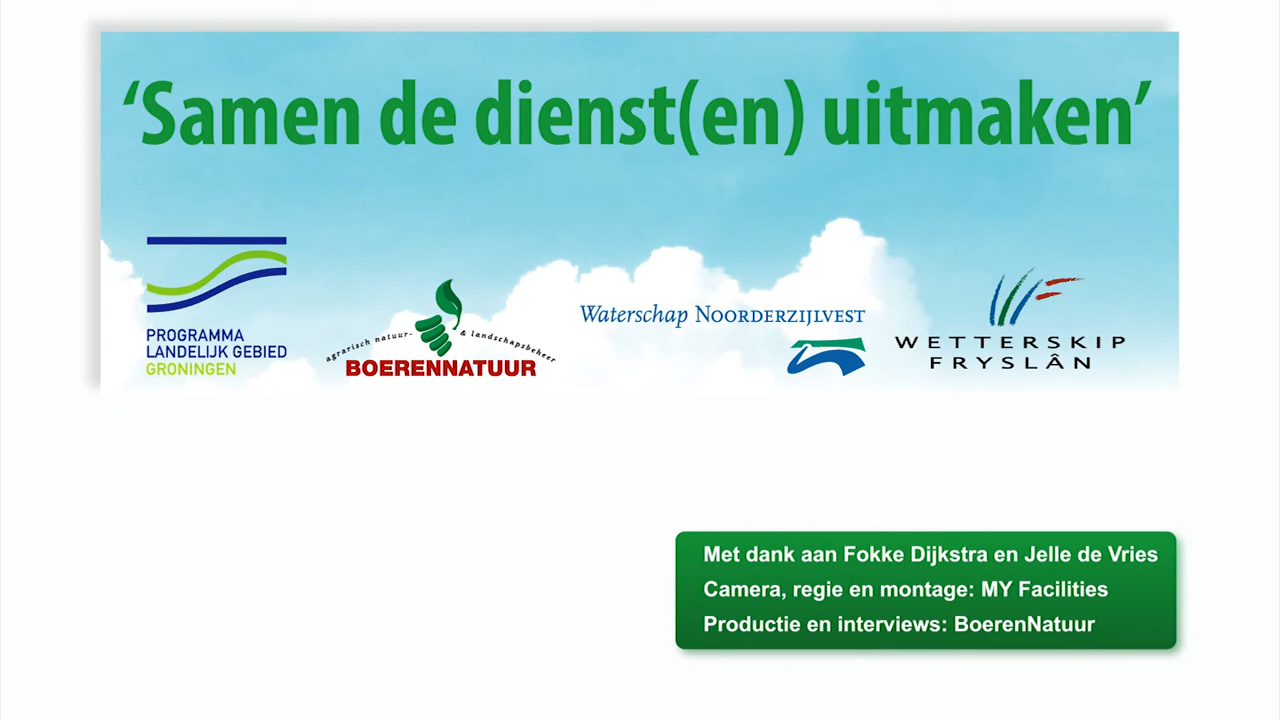 ‘Samen de dienst(en) uitmaken’
PROGRAMMA
LANDELIJK GEBIED
GRONINGEN
agrarisch natuur- & landschapsbeheer
BOERENNATUUR
Waterschap NOORDERZIJLVEST
WETTERSKIP
FRYSLÂN
Met dank aan Fokke Dijkstra en Jelle de Vries
Camera, regie en montage: MY Facilities
Productie en interviews: BoerenNatuur